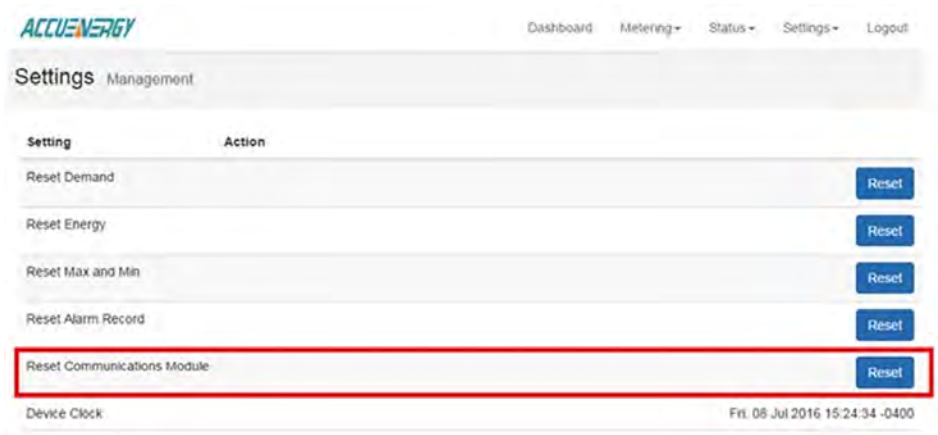 ACCUENERGY
Dashboard Metering Status Settings Logout
Settings Management
Setting Action
Reset Demand Reset
Reset Energy Reset
Reset Max and Min Reset
Reset Alarm Record Reset
Reset Communications Module Reset
Device Clock Fri, 08 Jul 2016 15:24:34 -0400